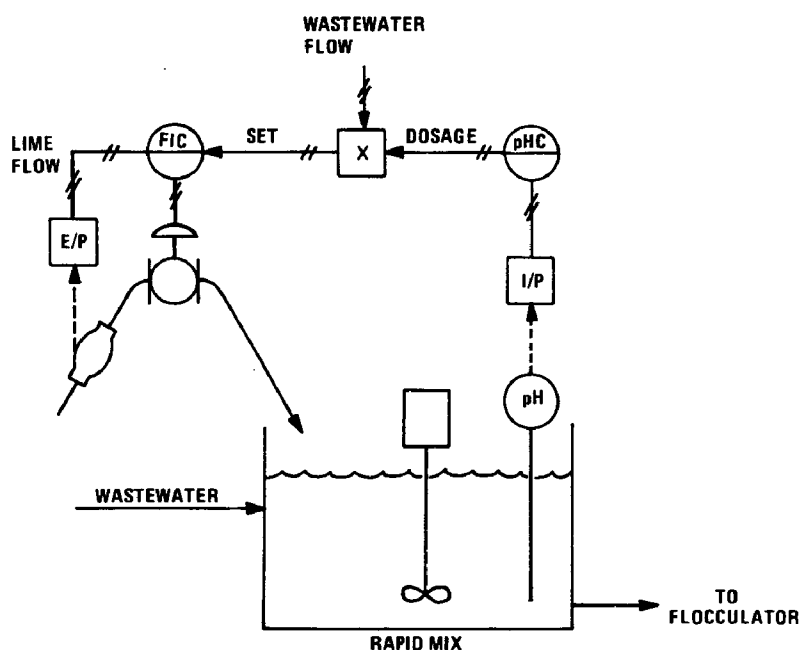 WASTEWATER
FLOW
LIME
FLOW
FIC
SET
X
DOSAGE
pHC
E/P
I/P
pH
WASTEWATER
TO
FLOCCULATOR
RAPID MIX